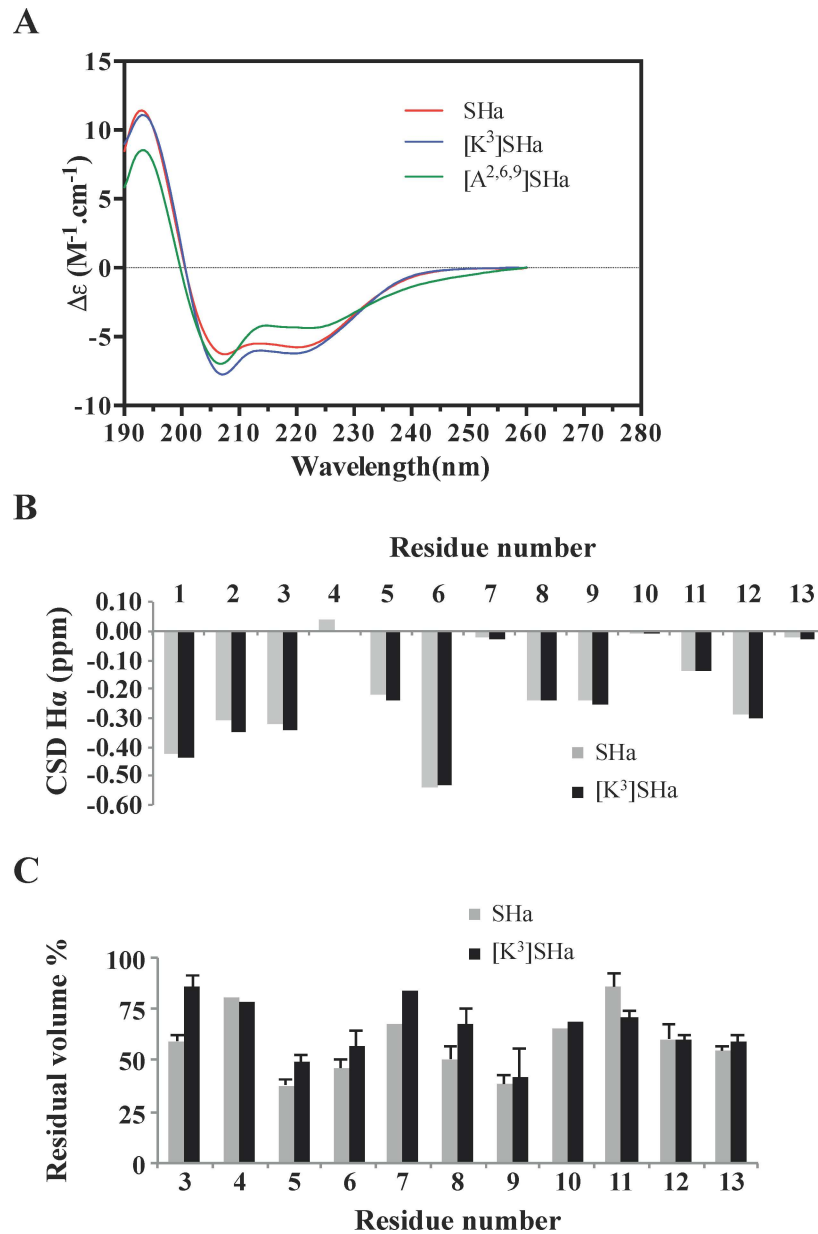 A
15
10
5
0
-5
-10
Δε (M⁻¹.cm⁻¹)
SHa
[K³]SHa
[A²,⁶,⁹]SHa
190 200 210 220 230 240 250 260 270 280
Wavelength(nm)
B
Residue number
1 2 3 4 5 6 7 8 9 10 11 12 13
0.10
0.00
-0.10
-0.20
-0.30
-0.40
-0.50
-0.60
CSD Hα (ppm)
SHa
[K³]SHa
C
SHa
[K³]SHa
100
75
50
25
0
Residual volume %
3 4 5 6 7 8 9 10 11 12 13
Residue number